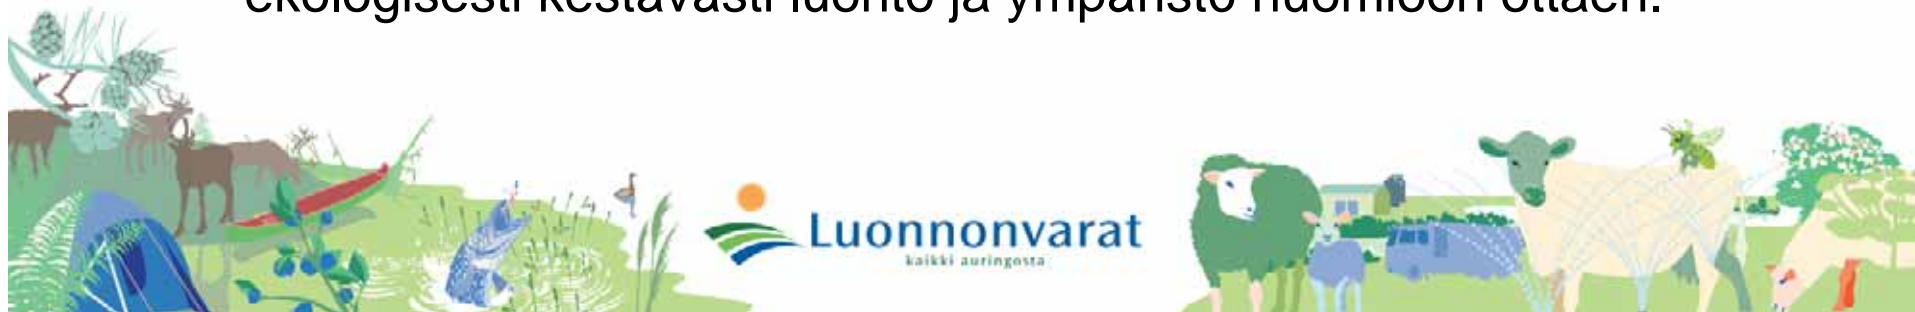 ekologisesti kestävästi luonto ja ympäristö huomioon ottaen.
Luonnonvarat
kaikki auringosta